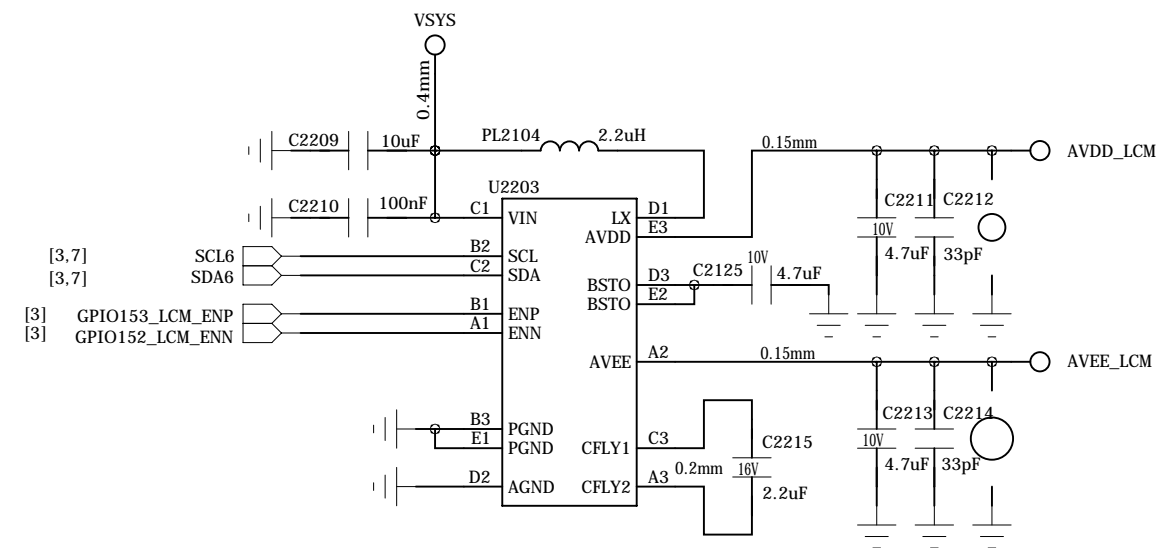 VSYS
0.4mm
C2209 10uF PL2104 2.2uH 0.15mm AVDD_LCM
U2203
C2210 100nF C1 VIN LX D1 C2211 C2212
AVDD E3 10V
[3,7] SCL6 B2 SCL 4.7uF 33pF
[3,7] SDA6 C2 SDA BSTO D3 C2125 10V 4.7uF
BSTO E2
[3] GPIO153_LCM_ENP B1 ENP
[3] GPIO152_LCM_ENN A1 ENN
AVEE A2 0.15mm AVEE_LCM
B3 PGND C2213 C2214
E1 PGND CFLY1 C3 C2215 10V
4.7uF 33pF
D2 AGND CFLY2 A3 0.2mm 16V
2.2uF